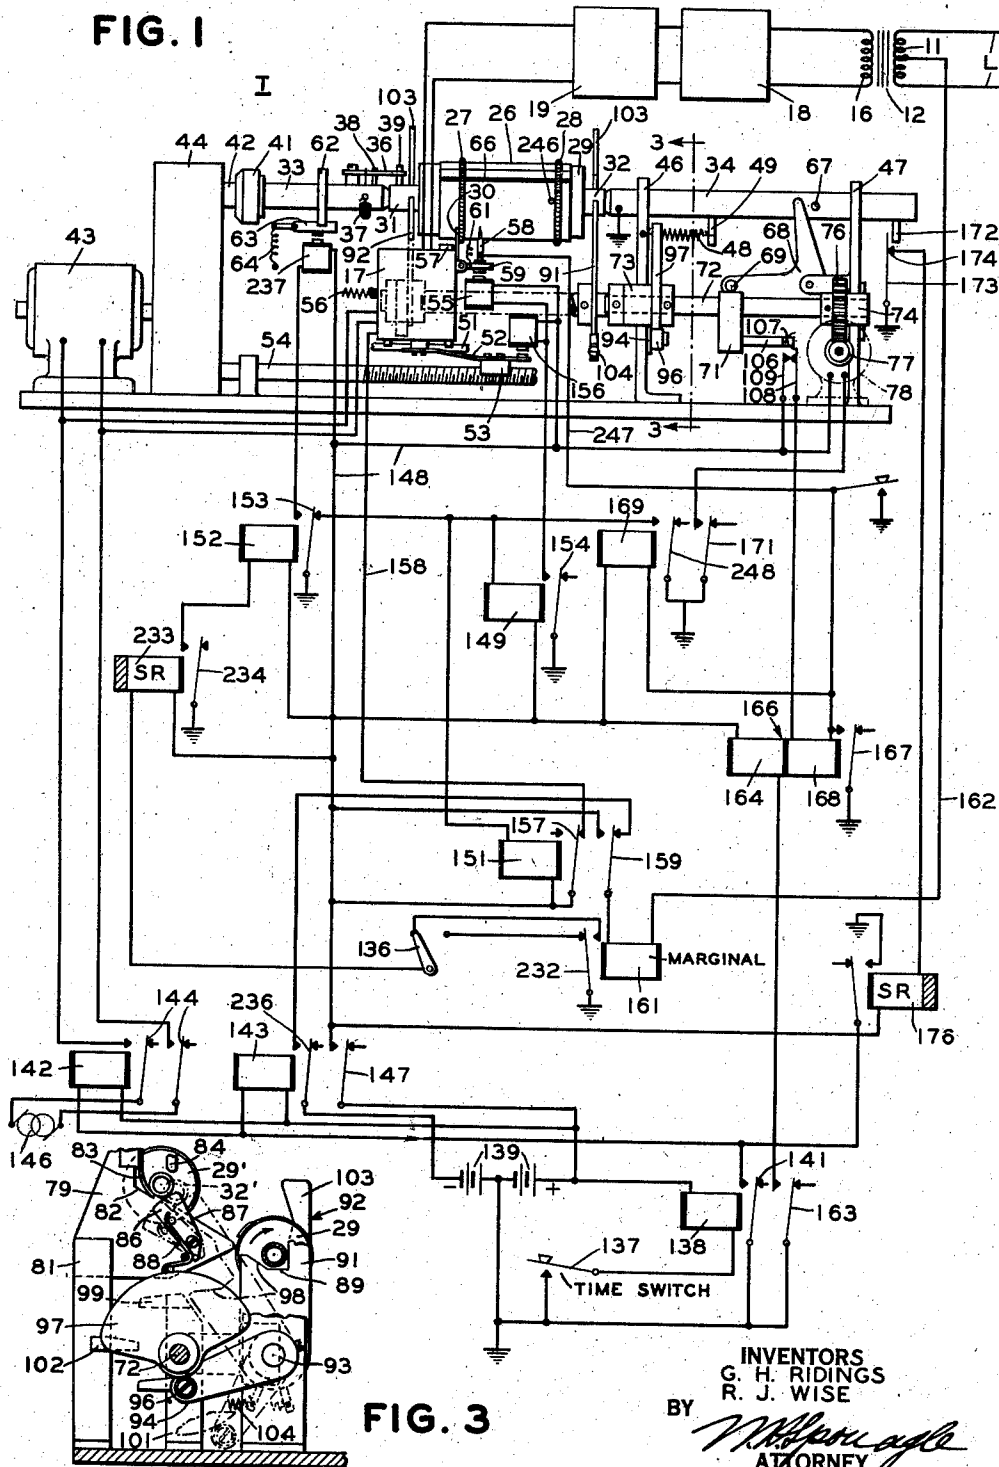 FIG. 1
I
44 42 41 33 62 38 36 39 103 27 66 26 246 28 29 103 32 3 46 34 49 67 47
19 18 16 12 11 L
43 63 64 237 37 31 92 17 30 61 57 58 59 91 73 97 48 72 69 68 76 172 174 173
56 55 51 52 54 53 156 104 94 96 71 107 106 109 108 74 77 78
247 3
148
153 152 158 169 154 149 171 248
233 SR 234
166 164 168 167 162
157 151 159
136 232 MARGINAL 161
SR 176
144 142 236 143 147
146 139 − + 141 138 163
137
TIME SWITCH
84 83 29' 79 32' 82 87 86 88 81 103 92 29 91 89 98 99 97 102 72 93 96 94 101 104
FIG. 3
INVENTORS
G. H. RIDINGS
R. J. WISE
BY
ATTORNEY